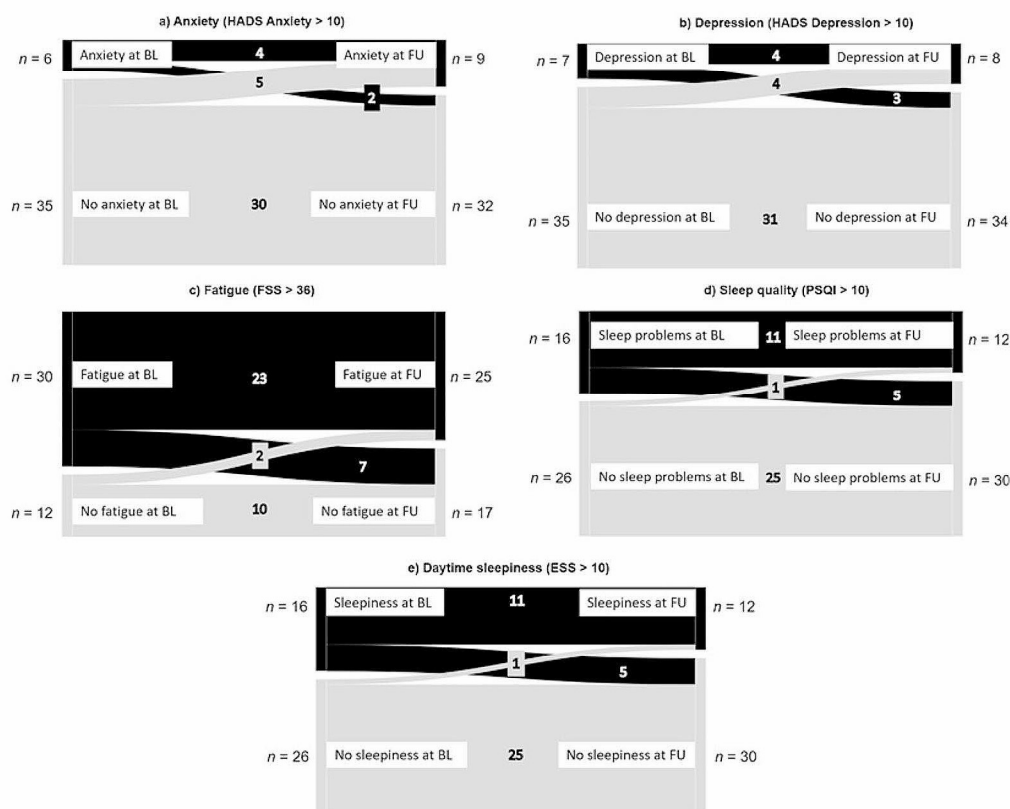 a) Anxiety (HADS Anxiety > 10)
n = 6 Anxiety at BL 4 Anxiety at FU n = 9
5
2
n = 35 No anxiety at BL 30 No anxiety at FU n = 32
b) Depression (HADS Depression > 10)
n = 7 Depression at BL 4 Depression at FU n = 8
4
3
n = 35 No depression at BL 31 No depression at FU n = 34
c) Fatigue (FSS > 36)
n = 30 Fatigue at BL 23 Fatigue at FU n = 25
2
7
n = 12 No fatigue at BL 10 No fatigue at FU n = 17
d) Sleep quality (PSQI > 10)
n = 16 Sleep problems at BL 11 Sleep problems at FU n = 12
1
5
n = 26 No sleep problems at BL 25 No sleep problems at FU n = 30
e) Daytime sleepiness (ESS > 10)
n = 16 Sleepiness at BL 11 Sleepiness at FU n = 12
1
5
n = 26 No sleepiness at BL 25 No sleepiness at FU n = 30